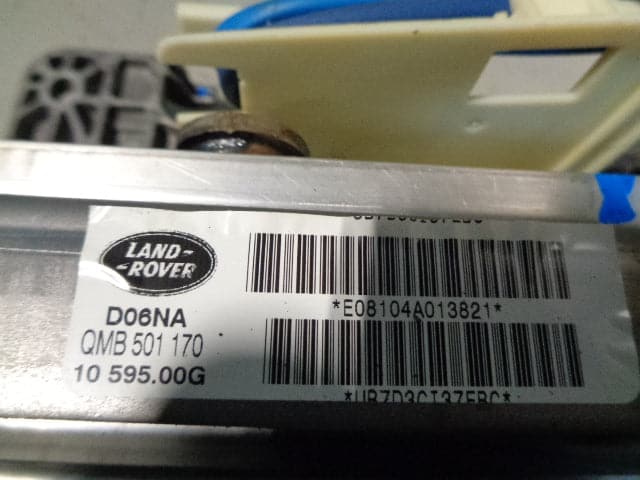 LAND-
-ROVER
D06NA
QMB 501 170
10 595.00G
*E08104A013821*